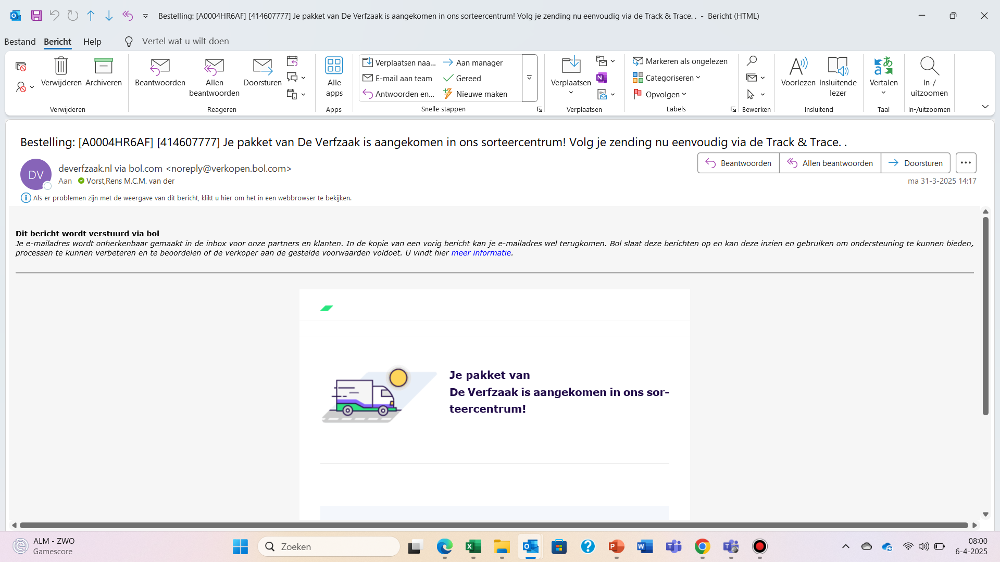 Bestelling: [A0004HR6AF] [414607777] Je pakket van De Verfzaak is aangekomen in ons sorteercentrum! Volg je zending nu eenvoudig via de Track & Trace. . - Bericht (HTML)
Bestand Bericht Help Vertel wat u wilt doen
Verplaatsen naa... Aan manager
E-mail aan team Gereed
Antwoorden en... Nieuwe maken
Verwijderen Archiveren
Beantwoorden Allen beantwoorden Doorsturen
Alle apps
Verplaatsen
Markeren als ongelezen
Categoriseren
Opvolgen
Voorlezen Insluitende lezer
Vertalen
In-/ uitzoomen
Verwijderen Reageren Apps Snelle stappen Verplaatsen Labels Bewerken Insluitend Taal In-/uitzoomen
Bestelling: [A0004HR6AF] [414607777] Je pakket van De Verfzaak is aangekomen in ons sorteercentrum! Volg je zending nu eenvoudig via de Track & Trace. .
DV
deverfzaak.nl via bol.com <noreply@verkopen.bol.com>
Aan Vorst,Rens M.C.M. van der
Beantwoorden Allen beantwoorden Doorsturen
ma 31-3-2025 14:17
Als er problemen zijn met de weergave van dit bericht, klikt u hier om het in een webbrowser te bekijken.
Dit bericht wordt verstuurd via bol
Je e-mailadres wordt onherkenbaar gemaakt in de inbox voor onze partners en klanten. In de kopie van een vorig bericht kan je e-mailadres wel terugkomen. Bol slaat deze berichten op en kan deze inzien en gebruiken om ondersteuning te kunnen bieden,
processen te kunnen verbeteren en te beoordelen of de verkoper aan de gestelde voorwaarden voldoet. U vindt hier meer informatie.
Je pakket van
De Verfzaak is aangekomen in ons sor-
teercentrum!
ALM - ZWO
Gamescore
Zoeken
08:00
6-4-2025